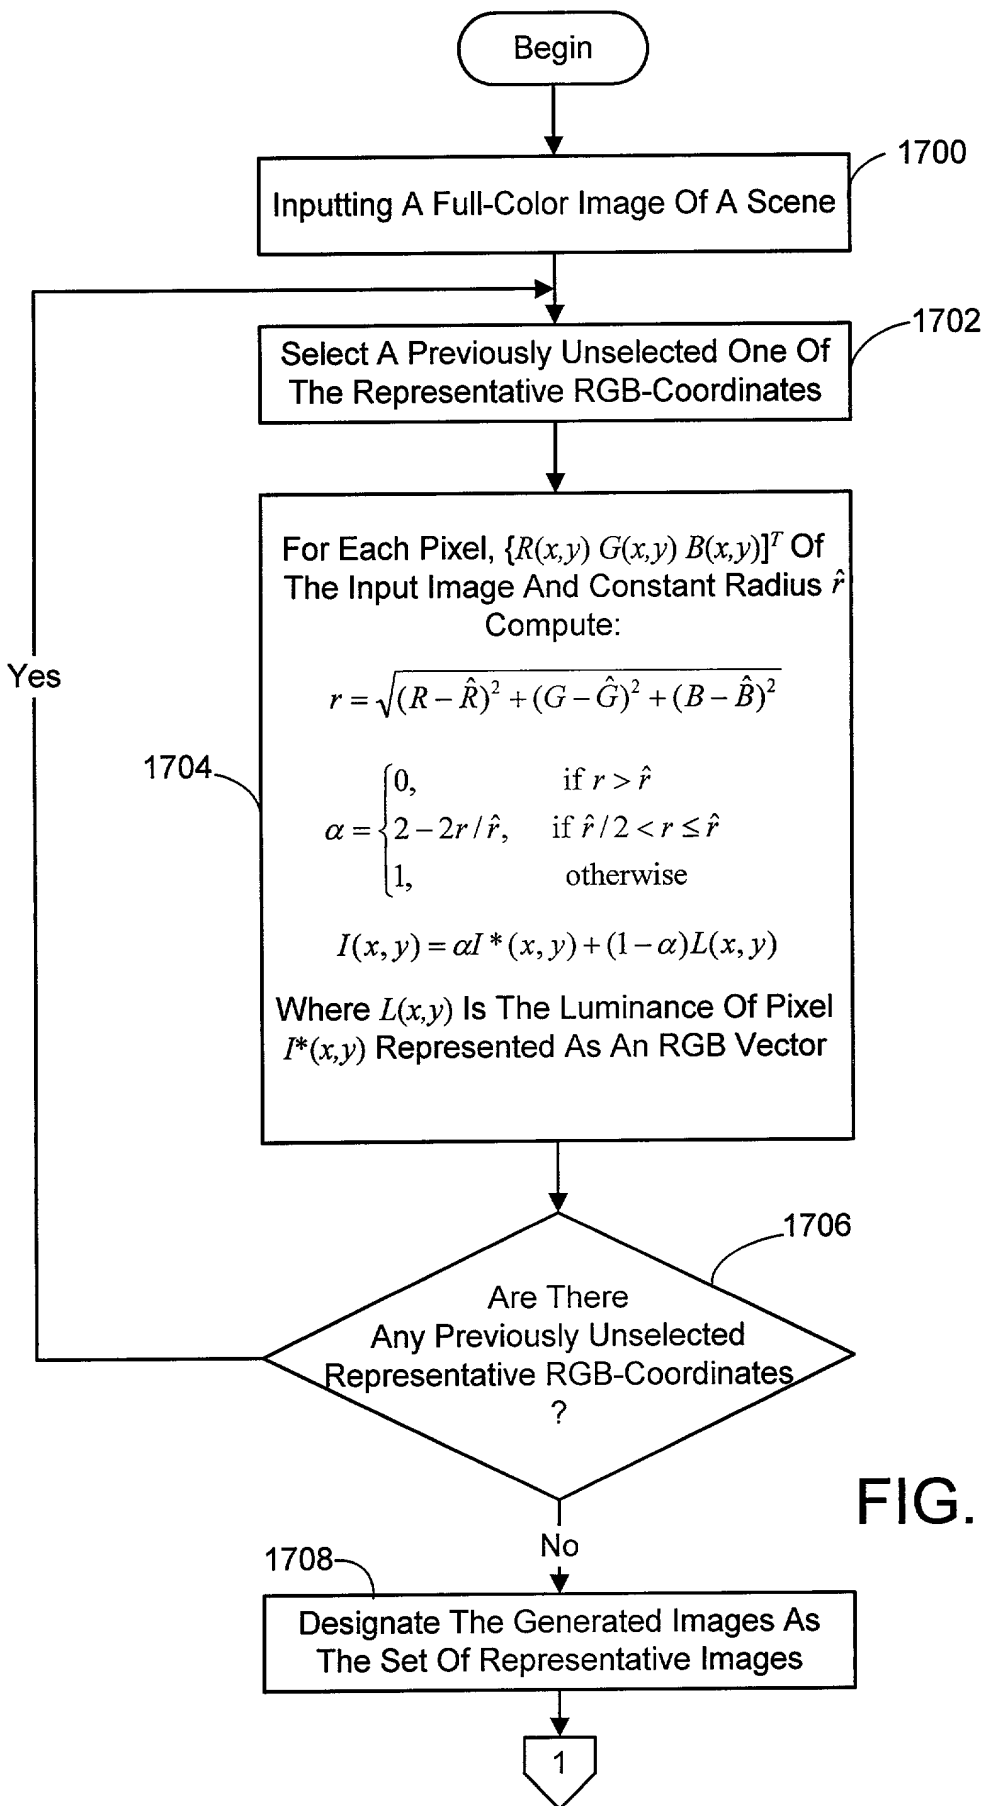 Begin
1700
Inputting A Full-Color Image Of A Scene
1702
Select A Previously Unselected One Of
The Representative RGB-Coordinates
For Each Pixel, {R(x,y) G(x,y) B(x,y)]^T Of
The Input Image And Constant Radius r̂
Compute:
r = √((R − R̂)² + (G − Ĝ)² + (B − B̂)²)
Yes
1704
α = { 0, if r > r̂
2 − 2r / r̂, if r̂ / 2 < r ≤ r̂
1, otherwise
I(x, y) = αI * (x, y) + (1 − α)L(x, y)
Where L(x,y) Is The Luminance Of Pixel
I*(x,y) Represented As An RGB Vector
1706
Are There
Any Previously Unselected
Representative RGB-Coordinates
?
FIG.
No
1708
Designate The Generated Images As
The Set Of Representative Images
1